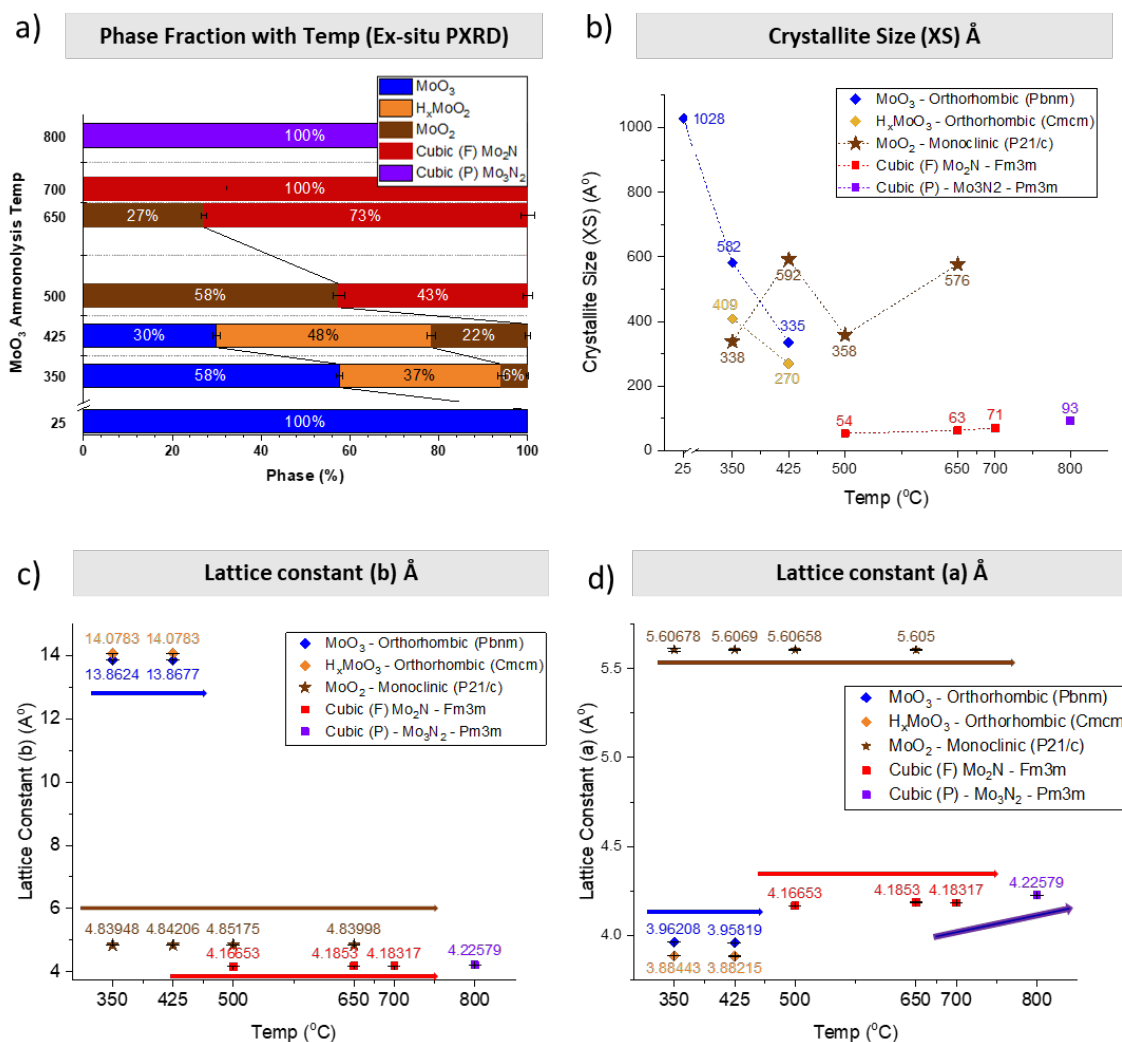 a)
Phase Fraction with Temp (Ex-situ PXRD)
MoO₃
HₓMoO₂
MoO₂
Cubic (F) Mo₂N
Cubic (P) Mo₃N₂
MoO₃ Ammonolysis Temp
800
100%
700
100%
650
27%
73%
500
58%
43%
425
30%
48%
22%
350
58%
37%
6%
25
100%
0
20
40
60
80
100
Phase (%)
b)
Crystallite Size (XS) Å
MoO₃ - Orthorhombic (Pbnm)
HₓMoO₃ - Orthorhombic (Cmcm)
MoO₂ - Monoclinic (P21/c)
Cubic (F) Mo₂N - Fm3m
Cubic (P) - Mo3N2 - Pm3m
Crystallite Size (XS) (A⁰)
1000
800
600
400
200
0
1028
582
409
338
592
335
270
358
576
54
63
71
93
25
350
425
500
650
700
800
Temp (⁰C)
c)
Lattice constant (b) Å
MoO₃ - Orthorhombic (Pbnm)
HₓMoO₃ - Orthorhombic (Cmcm)
MoO₂ - Monoclinic (P21/c)
Cubic (F) Mo₂N - Fm3m
Cubic (P) - Mo₃N₂ - Pm3m
Lattice Constant (b) (A⁰)
14
12
10
8
6
4
14.0783
14.0783
13.8624
13.8677
4.83948
4.84206
4.85175
4.83998
4.16653
4.1853
4.18317
4.22579
350
425
500
650
700
800
Temp (⁰C)
d)
Lattice constant (a) Å
5.60678
5.6069
5.60658
5.605
MoO₃ - Orthorhombic (Pbnm)
HₓMoO₃ - Orthorhombic (Cmcm)
MoO₂ - Monoclinic (P21/c)
Cubic (F) Mo₂N - Fm3m
Cubic (P) - Mo₃N₂ - Pm3m
Lattice Constant (a) (A⁰)
5.5
5.0
4.5
4.0
4.16653
4.1853
4.18317
4.22579
3.96208
3.95819
3.88443
3.88215
350
425
500
650
700
800
Temp (⁰C)